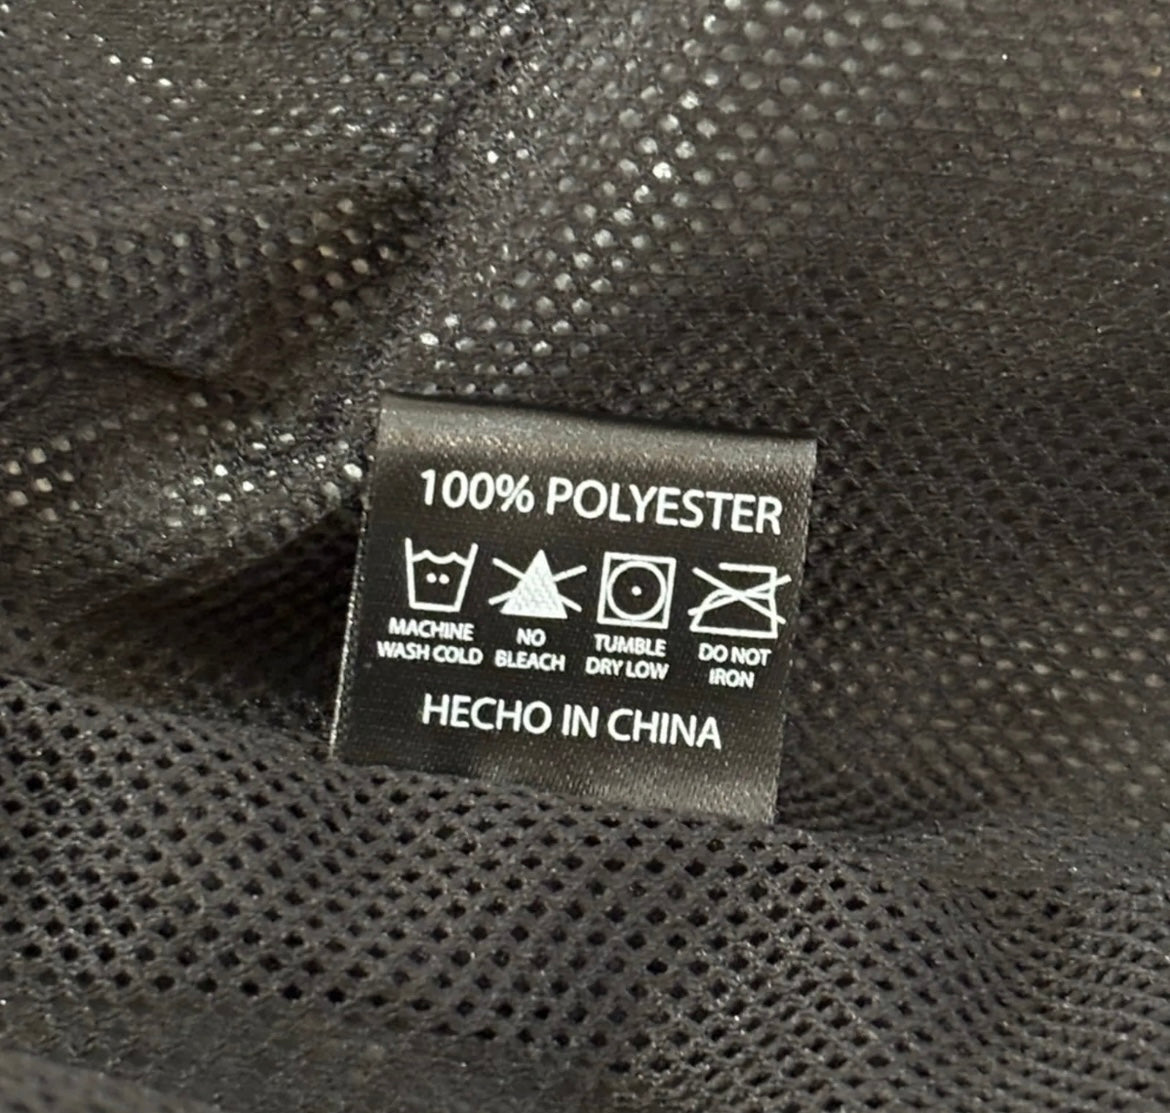 100% POLYESTER
MACHINE WASH COLD
NO BLEACH
TUMBLE DRY LOW
DO NOT IRON
HECHO IN CHINA